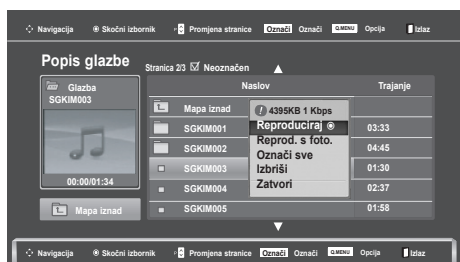 Navigacija Skočni izbornik P Promjena stranice Označi Označi Q.MENU Opcija Izlaz
Popis glazbe Stranica 2/3 Neoznačen
Glazba
SGKIM003
00:00/01:34
Mapa iznad
Naslov Trajanje
Mapa iznad
SGKIM001 03:33
SGKIM002 04:45
SGKIM003 01:30
SGKIM004 02:37
SGKIM005 01:58
4395KB 1 Kbps
Reproduciraj
Reprod. s foto.
Označi sve
Izbriši
Zatvori
Navigacija Skočni izbornik P Promjena stranice Označi Označi Q.MENU Opcija Izlaz